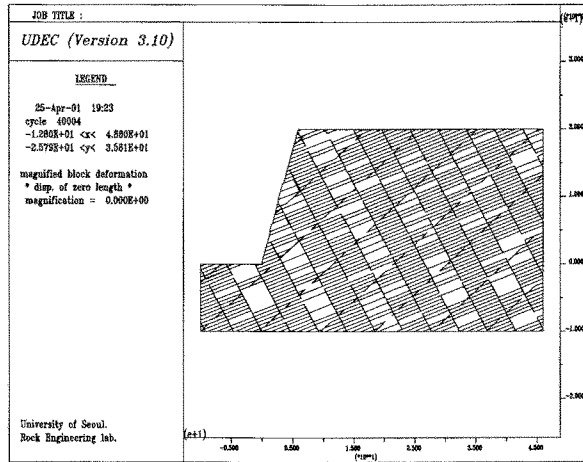 JOB TITLE :
UDEC (Version 3.10)
LEGEND
25-Apr-01 19:23
cycle 40004
-1.280E+01 <x< 4.880E+01
-2.579E+01 <y< 3.581E+01
magnified block deformation
* disp. of zero length *
magnification = 0.000E+00
University of Seoul.
Rock Engineering lab.
(e+1)
-0.500
0.500
1.500
2.500
3.500
4.500
(*10**1)
3.000
2.000
1.000
0.000
-1.000
-2.000